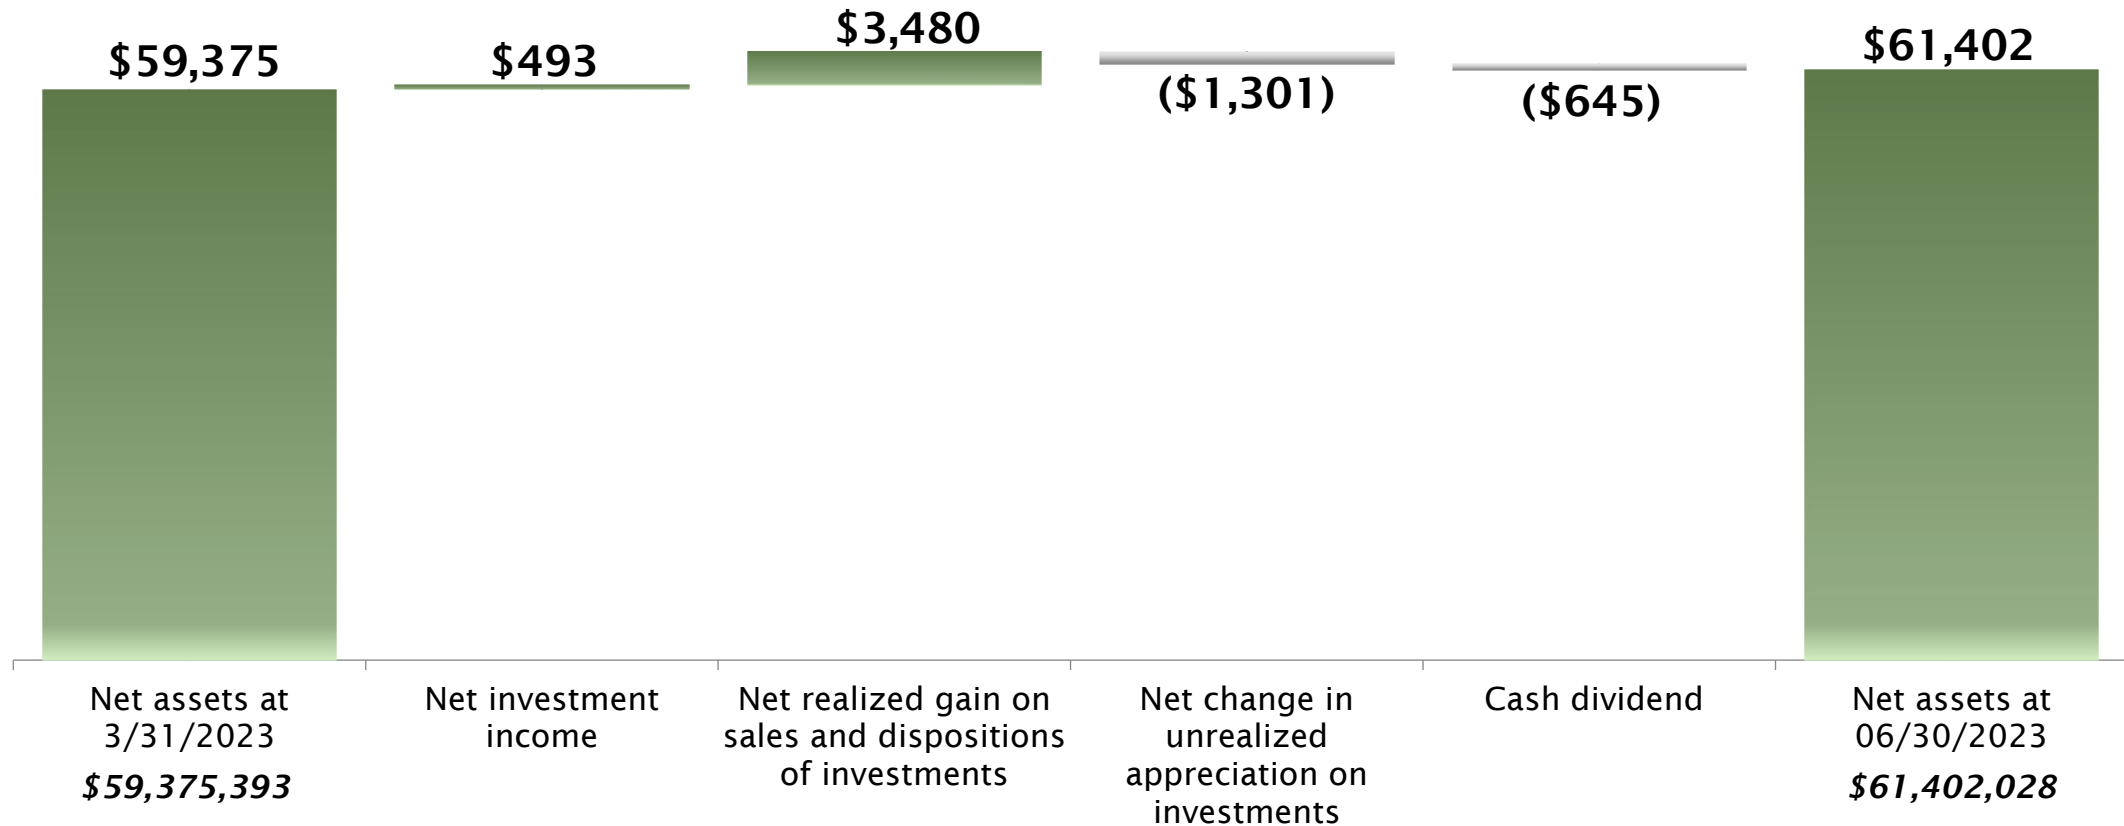 $59,375
$493
$3,480
($1,301)
($645)
$61,402
Net assets at
3/31/2023
$59,375,393
Net investment
income
Net realized gain on
sales and dispositions
of investments
Net change in
unrealized
appreciation on
investments
Cash dividend
Net assets at
06/30/2023
$61,402,028